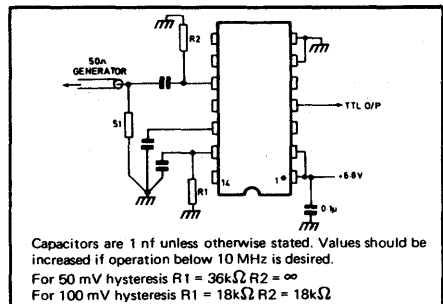 R2
50n
GENERATOR
51
TTL O/P
14
1
+6·8V
R1
0·1µ
Capacitors are 1 nf unless otherwise stated. Values should be
increased if operation below 10 MHz is desired.
For 50 mV hysteresis R1 = 36kΩ R2 = ∞
For 100 mV hysteresis R1 = 18kΩ R2 = 18kΩ